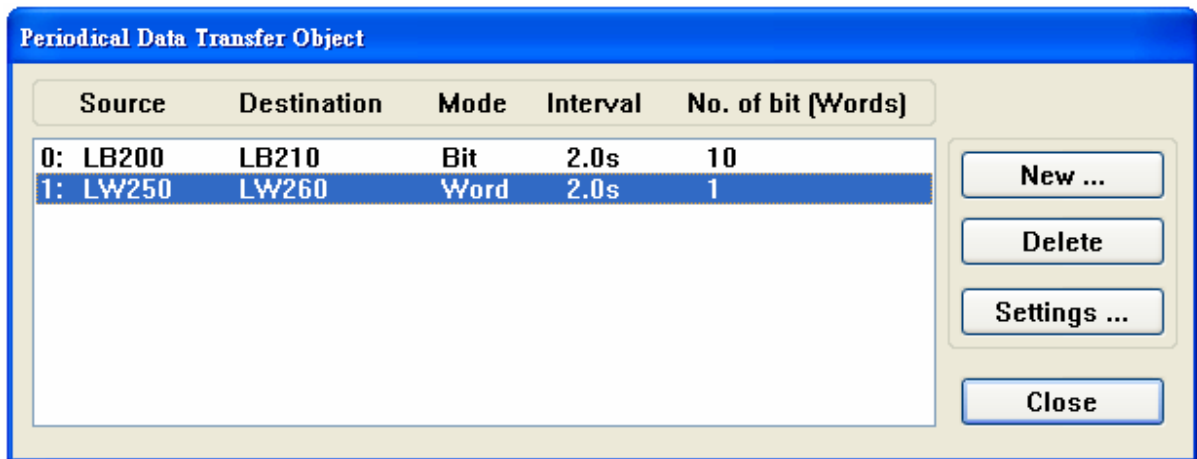 Periodical Data Transfer Object
Source Destination Mode Interval No. of bit (Words)
0: LB200 LB210 Bit 2.0s 10
1: LW250 LW260 Word 2.0s 1
New ...
Delete
Settings ...
Close